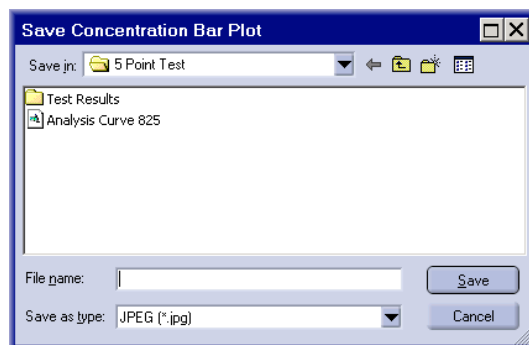 Save Concentration Bar Plot
Save in: 5 Point Test
Test Results
Analysis Curve 825
File name:
Save
Save as type: JPEG (*.jpg)
Cancel